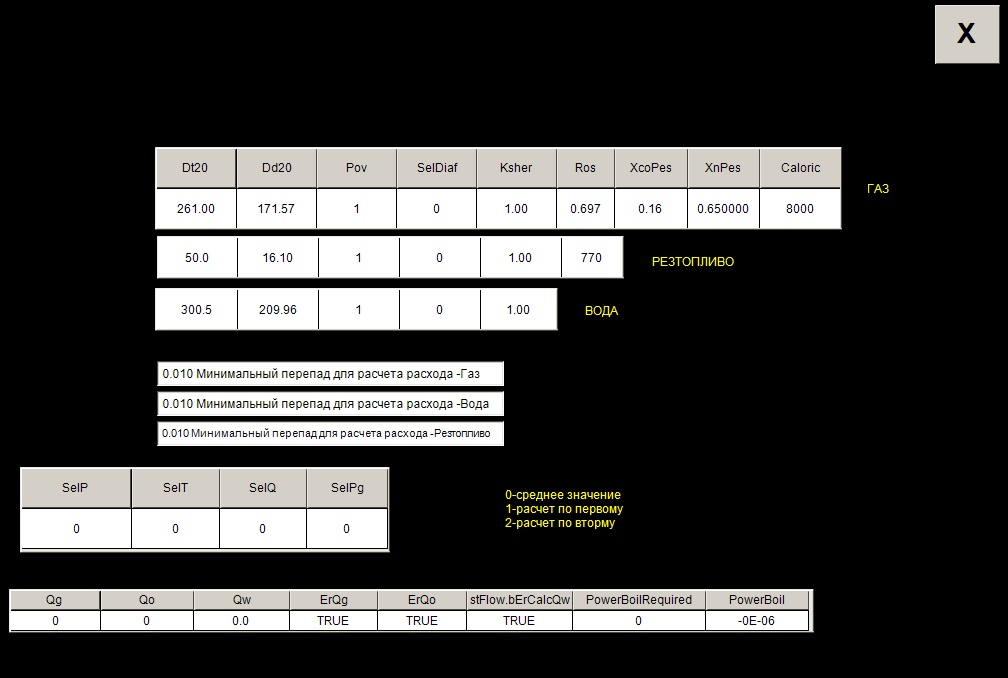 X
Dt20 Dd20 Pov SelDiaf Ksher Ros XcoPes XnPes Caloric
261.00 171.57 1 0 1.00 0.697 0.16 0.650000 8000
ГАЗ
50.0 16.10 1 0 1.00 770
РЕЗТОПЛИВО
300.5 209.96 1 0 1.00
ВОДА
0.010 Минимальный перепад для расчета расхода -Газ
0.010 Минимальный перепад для расчета расхода -Вода
0.010 Минимальный перепад для расчета расхода -Резтопливо
SelP SelT SelQ SelPg
0 0 0 0
0-среднее значение
1-расчет по первому
2-расчет по вторму
Qg Qo Qw ErQg ErQo stFlow.bErCalcQw PowerBoilRequired PowerBoil
0 0 0.0 TRUE TRUE TRUE 0 -0E-06